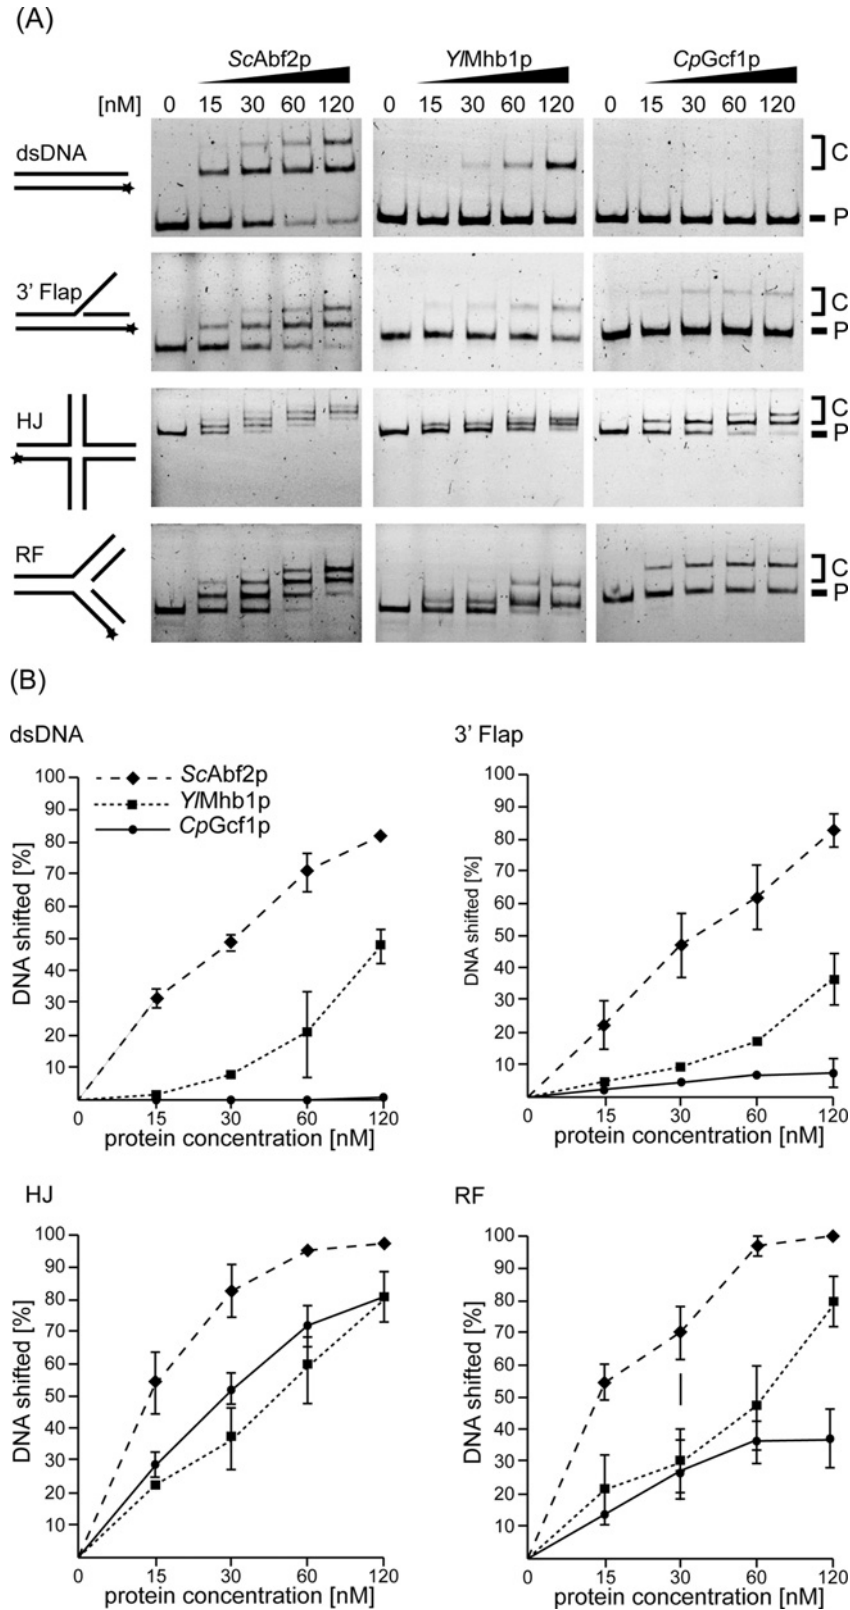 (A)
ScAbf2p YlMhb1p CpGcf1p
[nM] 0 15 30 60 120 0 15 30 60 120 0 15 30 60 120
dsDNA
C
P
3' Flap
C
P
HJ
C
P
RF
C
P
(B)
dsDNA
ScAbf2p
YlMhb1p
CpGcf1p
DNA shifted [%]
100
90
80
70
60
50
40
30
20
10
0 15 30 60 120
protein concentration [nM]
3' Flap
DNA shifted [%]
100
90
80
70
60
50
40
30
20
10
0 15 30 60 120
protein concentration [nM]
HJ
DNA shifted [%]
100
90
80
70
60
50
40
30
20
10
0 15 30 60 120
protein concentration [nM]
RF
DNA shifted [%]
100
90
80
70
60
50
40
30
20
10
0 15 30 60 120
protein concentration [nM]